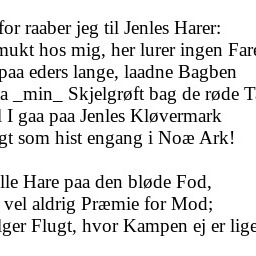 for raaber jeg til Jenles Harer:
mukt hos mig, her lurer ingen Fare
paa eders lange, laadne Bagben
a _min_ Skjelgrøft bag de røde T
I gaa paa Jenles Kløvermark
gt som hist engang i Noæ Ark!

lle Hare paa den bløde Fod,
vel aldrig Præmie for Mod;
lger Flugt, hvor Kampen ej er lige